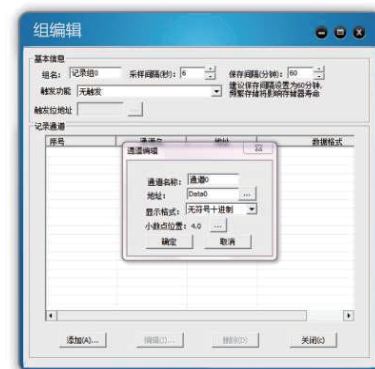 组编辑
基本信息
组名： 记录组0 采样间隔(秒)： 6 保存间隔(分钟)： 60
触发功能 无触发 建议保存间隔设置为60分钟，
频繁存储将影响存储器寿命
触发位地址 ...
记录通道
序号 通道名 地址 数据格式
通道编辑
通道名称： 通道0
地址： Data0 ...
显示格式： 无符号十进制
小数点位置： 4.0 ...
确定 取消
添加(A)... 编辑(I)... 删除(D) 关闭(c)